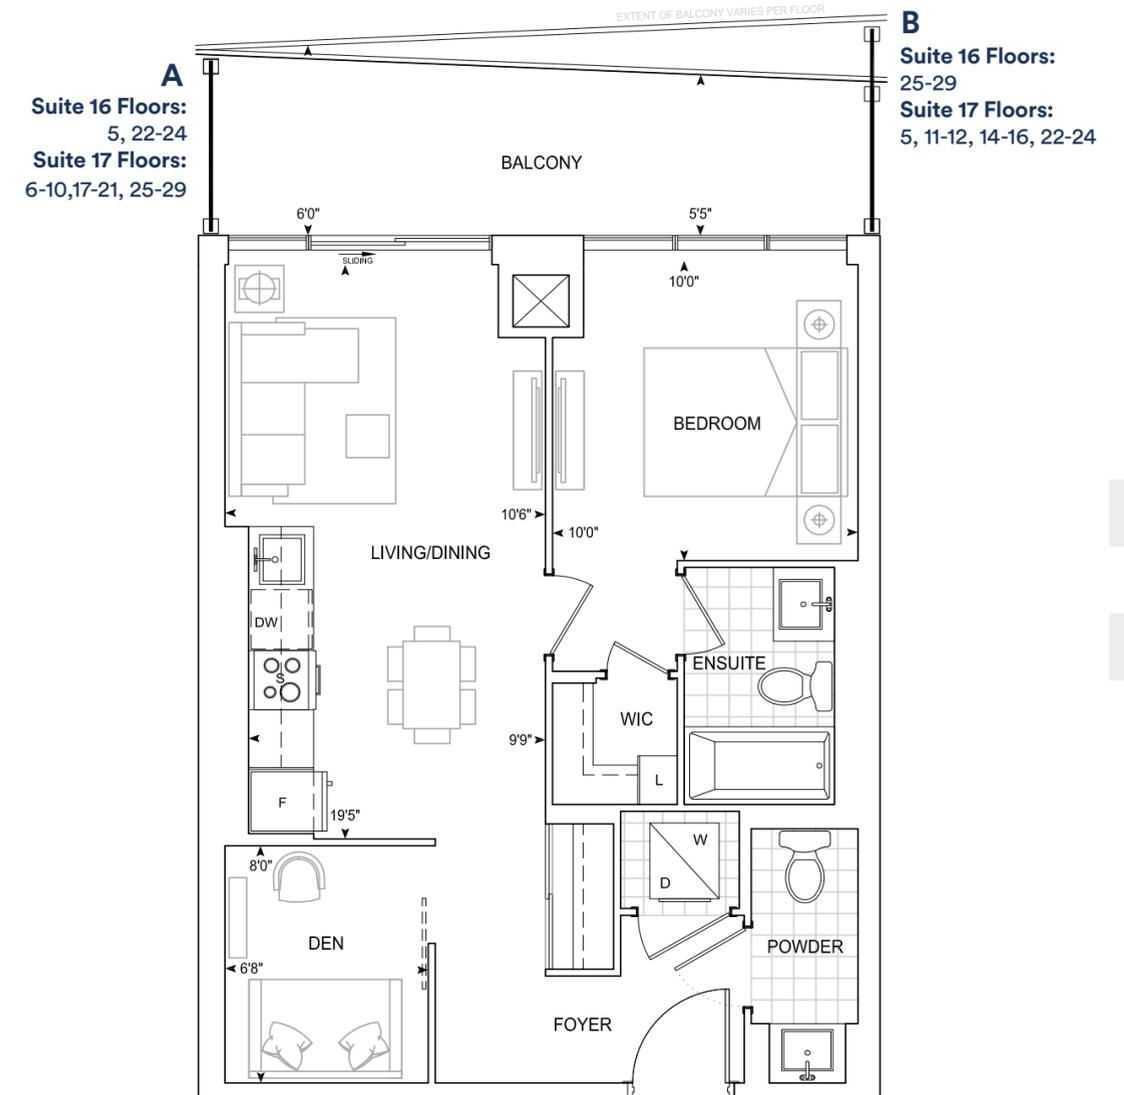 EXTENT OF BALCONY VARIES PER FLOOR
B
Suite 16 Floors:
25-29
Suite 17 Floors:
5, 11-12, 14-16, 22-24
A
Suite 16 Floors:
5, 22-24
Suite 17 Floors:
6-10,17-21, 25-29
BALCONY
6'0"
5'5"
SLIDING
10'0"
BEDROOM
10'6"
10'0"
LIVING/DINING
DW
S
ENSUITE
WIC
9'9"
L
F
19'5"
W
D
8'0"
DEN
6'8"
POWDER
FOYER